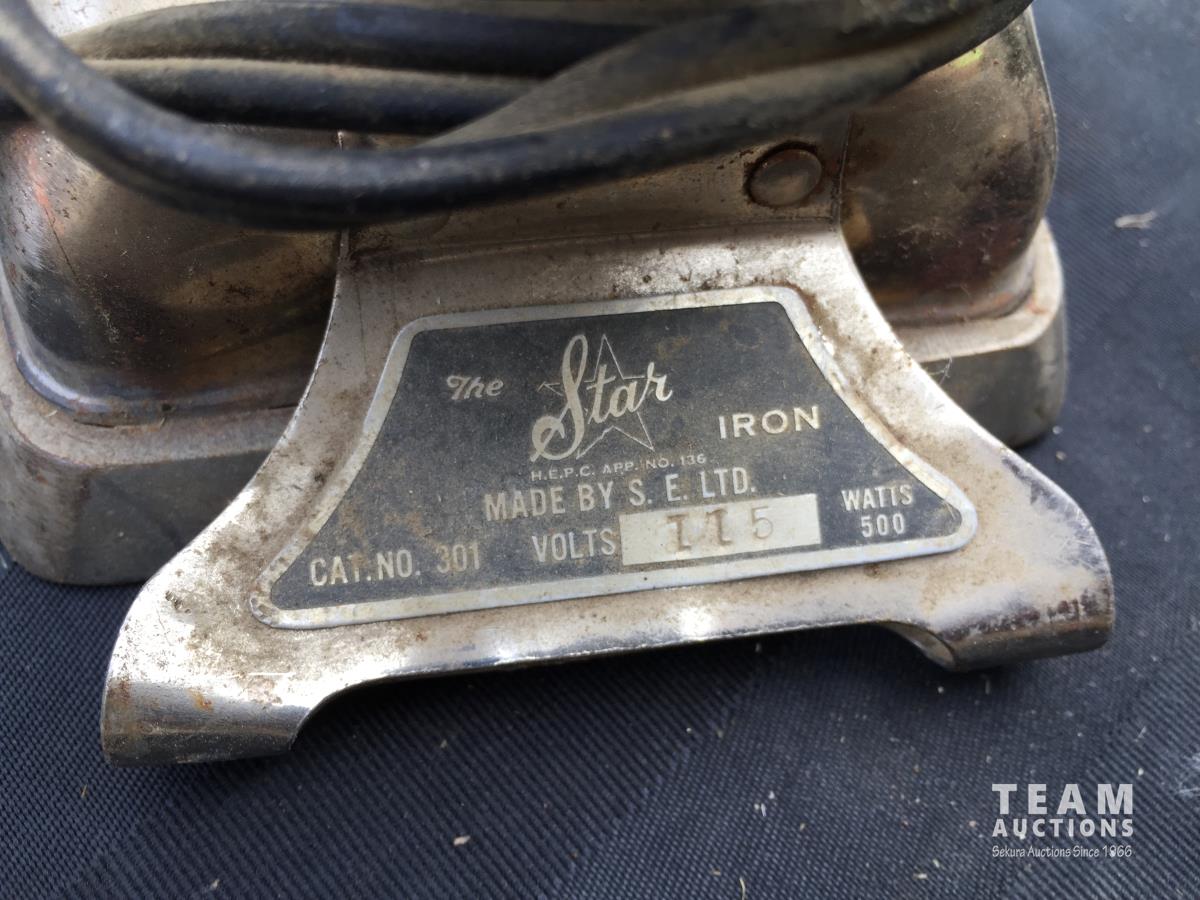 The Star IRON
H.E.P.C. APP. NO. 136
MADE BY S. E. LTD.
CAT. NO. 301 VOLTS 115 WATTS 500
TEAM
AUCTIONS
Sekura Auctions Since 1966